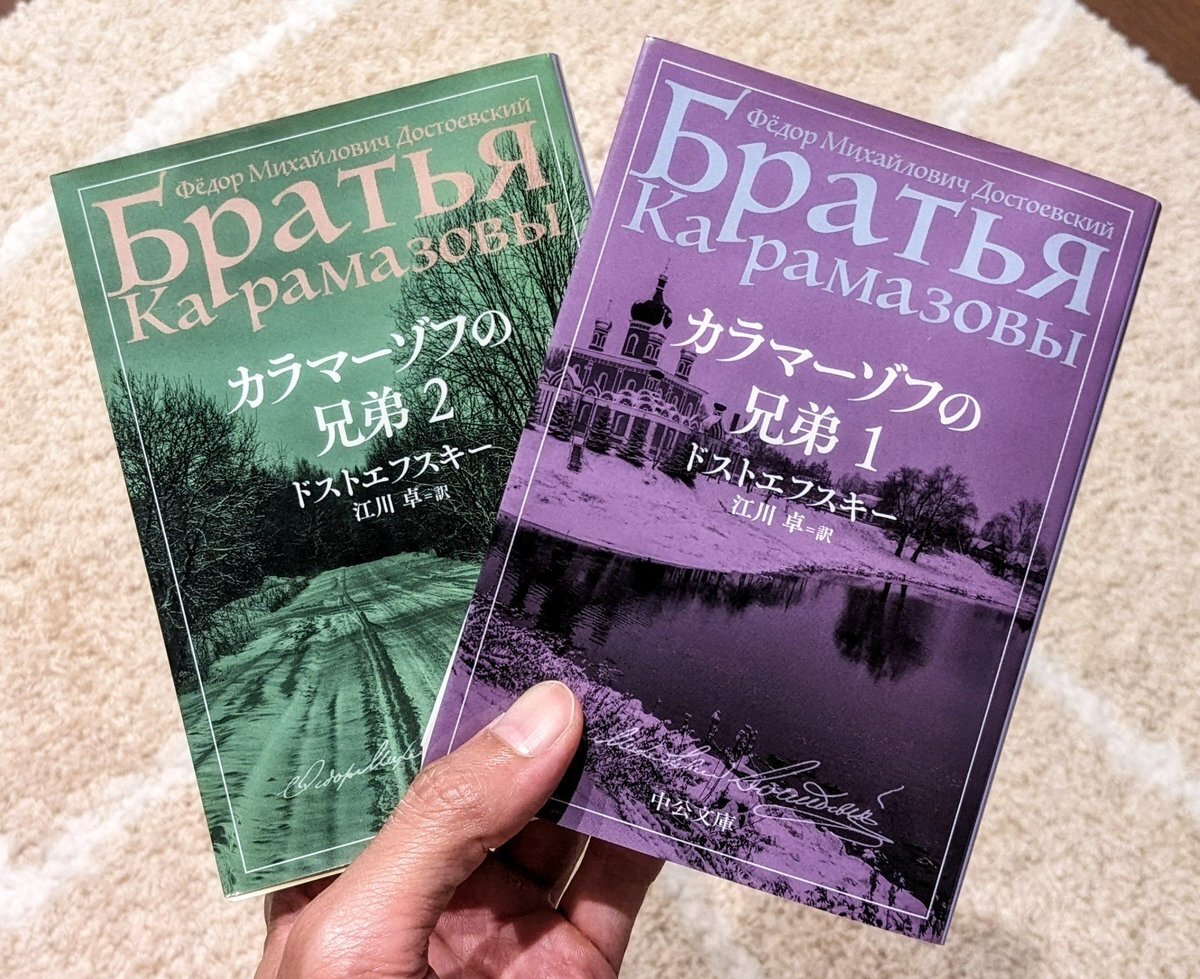 Фёдор Михайлович Достоевский
Братья
Карамазовы
カラマーゾフの
兄弟 2
ドストエフスキー
江川 卓=訳
Фёдор Михайлович Достоевский
Братья
Карамазовы
カラマーゾフの
兄弟 1
ドストエフスキー
江川 卓=訳
中公文庫